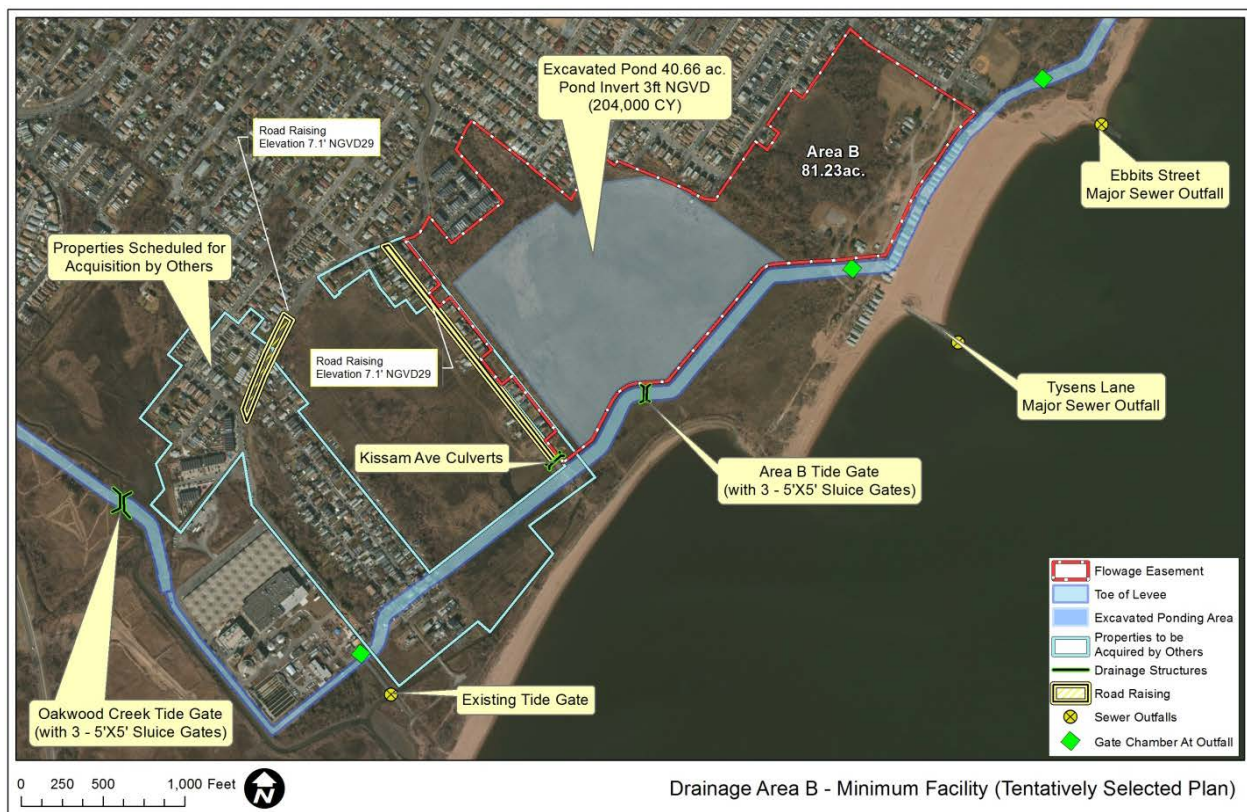 Excavated Pond 40.66 ac.
Pond Invert 3ft NGVD
(204,000 CY)
Road Raising
Elevation 7.1' NGVD29
Area B
81.23ac.
Ebbits Street
Major Sewer Outfall
Properties Scheduled for
Acquisition by Others
Road Raising
Elevation 7.1' NGVD29
Tysens Lane
Major Sewer Outfall
Kissam Ave Culverts
Area B Tide Gate
(with 3 - 5'X5' Sluice Gates)
Existing Tide Gate
Oakwood Creek Tide Gate
(with 3 - 5'X5' Sluice Gates)
Flowage Easement
Toe of Levee
Excavated Ponding Area
Properties to be
Acquired by Others
Drainage Structures
Road Raising
Sewer Outfalls
Gate Chamber At Outfall
0 250 500 1,000 Feet
N
Drainage Area B - Minimum Facility (Tentatively Selected Plan)